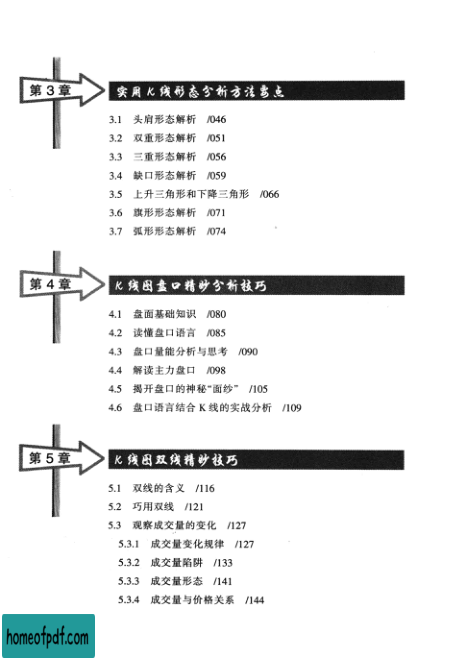 第 3 章
实用 K 线形态分析方法要点
3.1 头肩形态解析 /046
3.2 双重形态解析 /051
3.3 三重形态解析 /056
3.4 缺口形态解析 /059
3.5 上升三角形和下降三角形 /066
3.6 旗形形态解析 /071
3.7 弧形形态解析 /074
第 4 章
K 线图盘口精妙分析技巧
4.1 盘面基础知识 /080
4.2 读懂盘口语言 /085
4.3 盘口量能分析与思考 /090
4.4 解读主力盘口 /098
4.5 揭开盘口的神秘“面纱” /105
4.6 盘口语言结合 K 线的实战分析 /109
第 5 章
K 线图双线精妙技巧
5.1 双线的含义 /116
5.2 巧用双线 /121
5.3 观察成交量的变化 /127
5.3.1 成交量变化规律 /127
5.3.2 成交量陷阱 /133
5.3.3 成交量形态 /141
5.3.4 成交量与价格关系 /144
homeofpdf.com